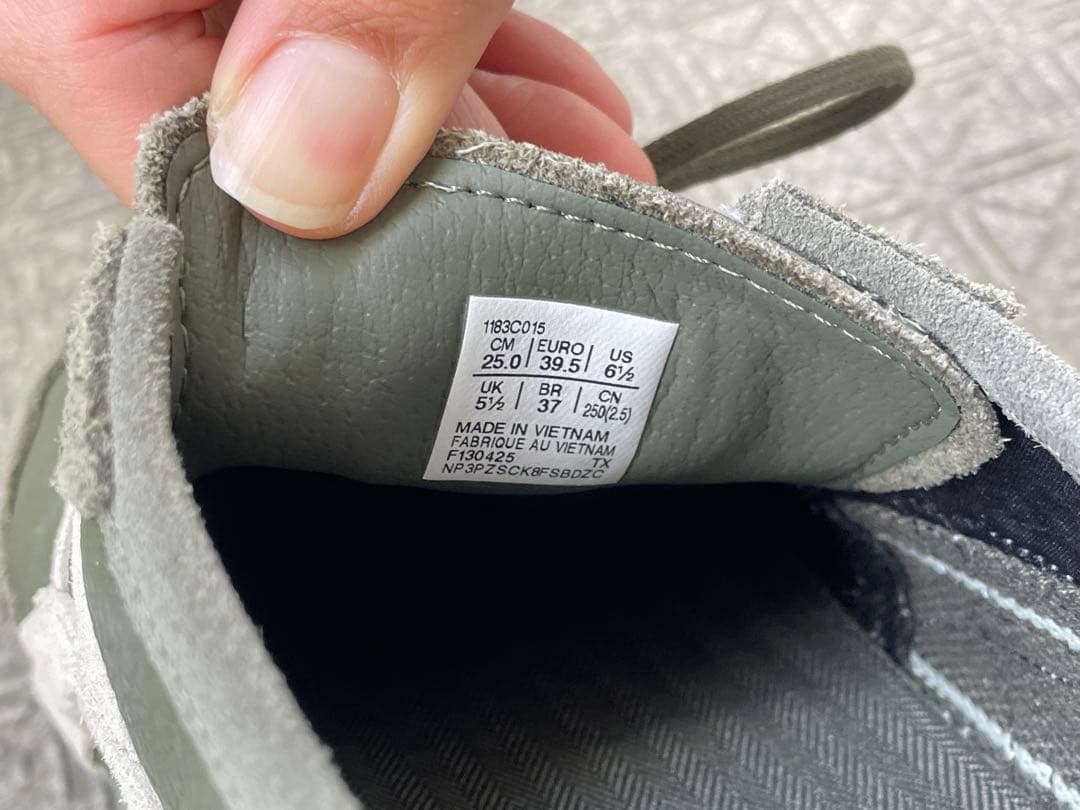 1183C015
CM 25.0 | EURO 39.5 | US 6½
UK 5½ | BR 37 | CN 250(2.5)
MADE IN VIETNAM
FABRIQUE AU VIETNAM
F130425 TX
NP3PZSCK8FSBDZC